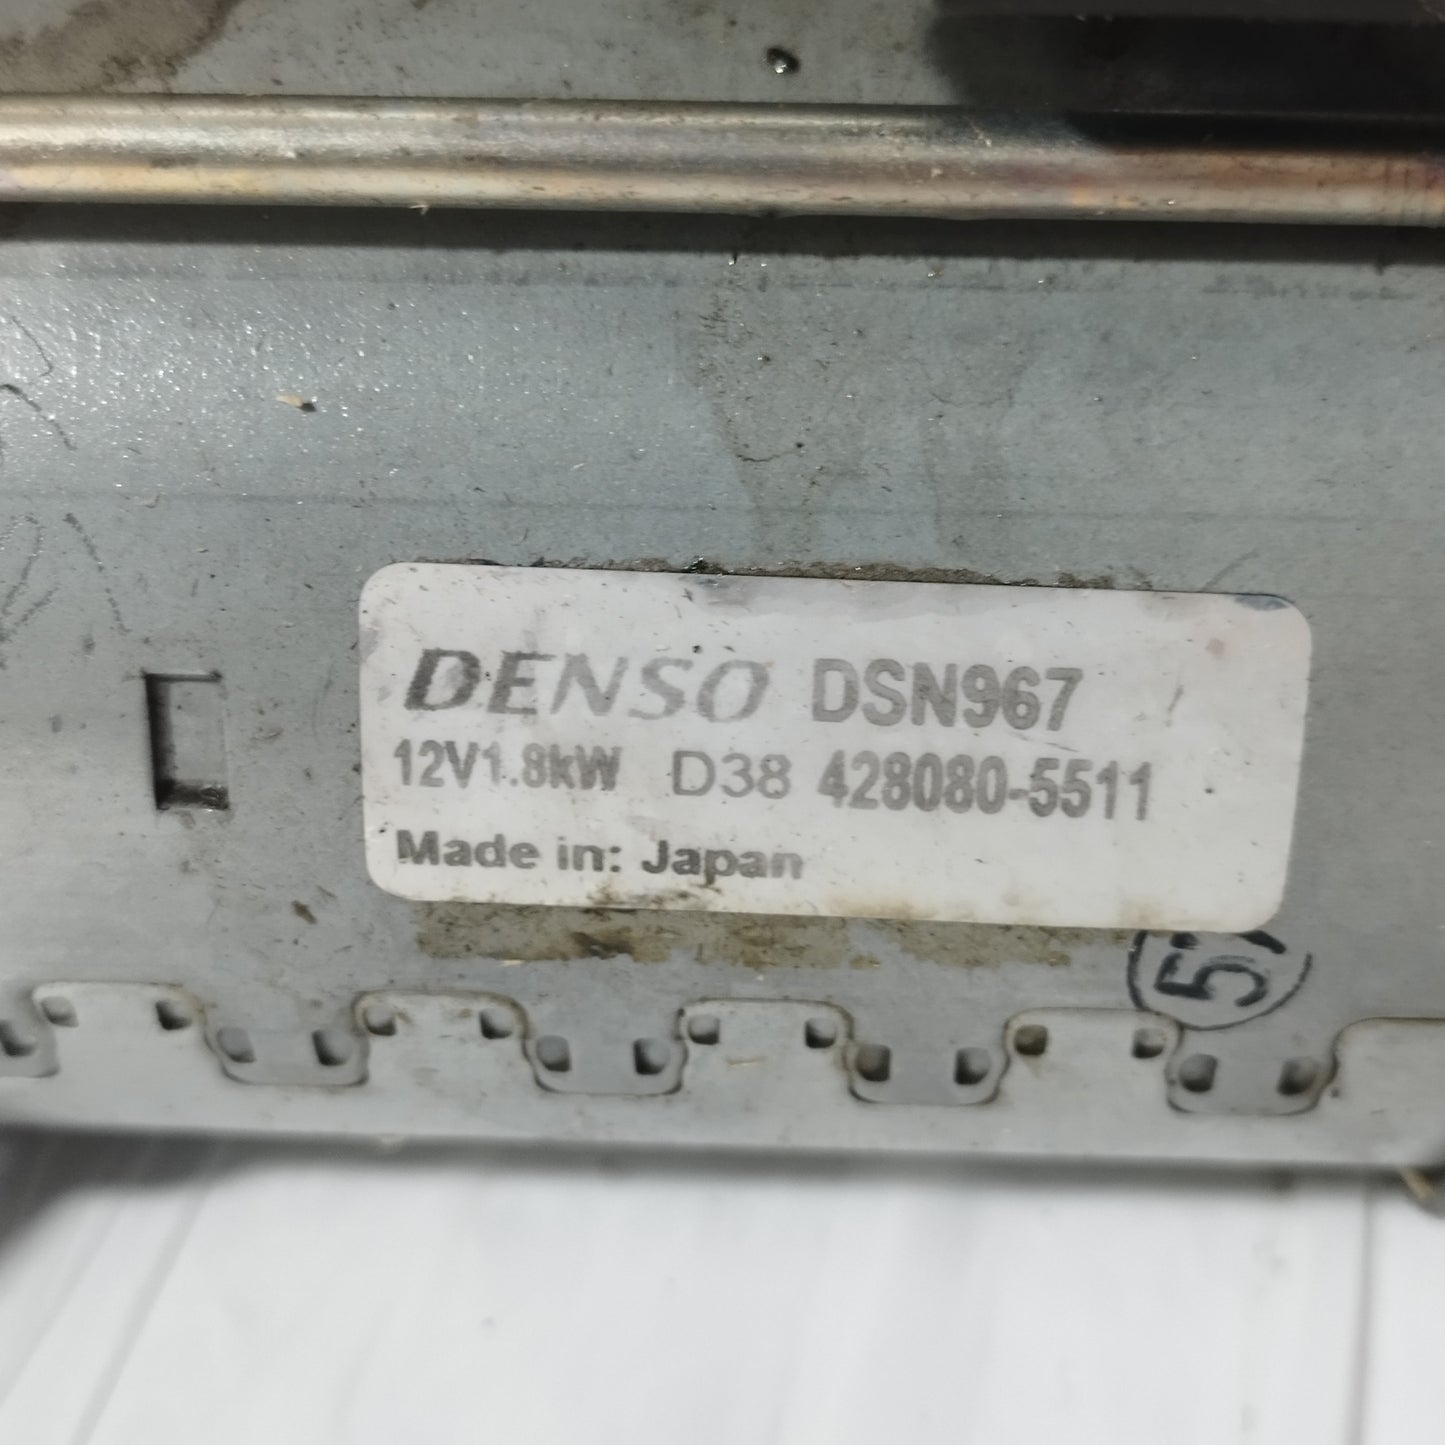 DENSO DSN967
12V1.8kW D38 428080-5511
Made in: Japan